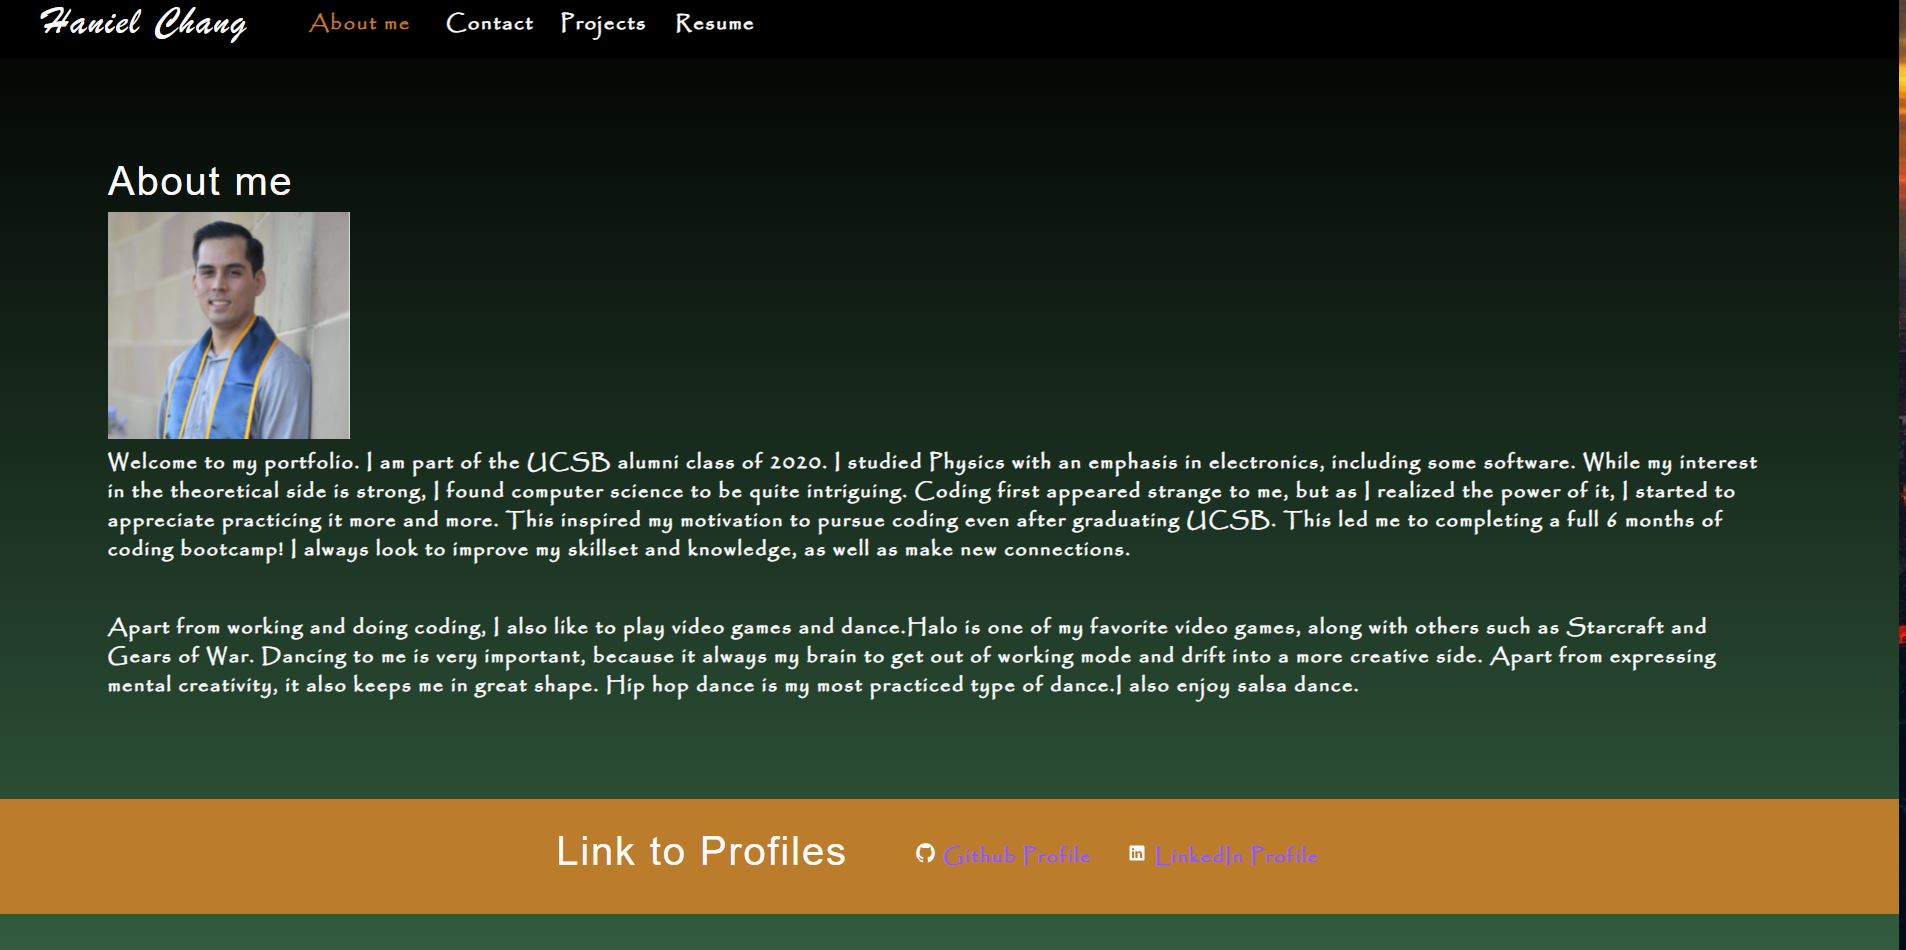 Haniel Chang About me Contact Projects Resume
About me
Welcome to my portfolio. I am part of the UCSB alumni class of 2020. I studied Physics with an emphasis in electronics, including some software. While my interest
in the theoretical side is strong, I found computer science to be quite intriguing. Coding first appeared strange to me, but as I realized the power of it, I started to
appreciate practicing it more and more. This inspired my motivation to pursue coding even after graduating UCSB. This led me to completing a full 6 months of
coding bootcamp! I always look to improve my skillset and knowledge, as well as make new connections.
Apart from working and doing coding, I also like to play video games and dance.Halo is one of my favorite video games, along with others such as Starcraft and
Gears of War. Dancing to me is very important, because it always my brain to get out of working mode and drift into a more creative side. Apart from expressing
mental creativity, it also keeps me in great shape. Hip hop dance is my most practiced type of dance.I also enjoy salsa dance.
Link to Profiles Github Profile LinkedIn Profile